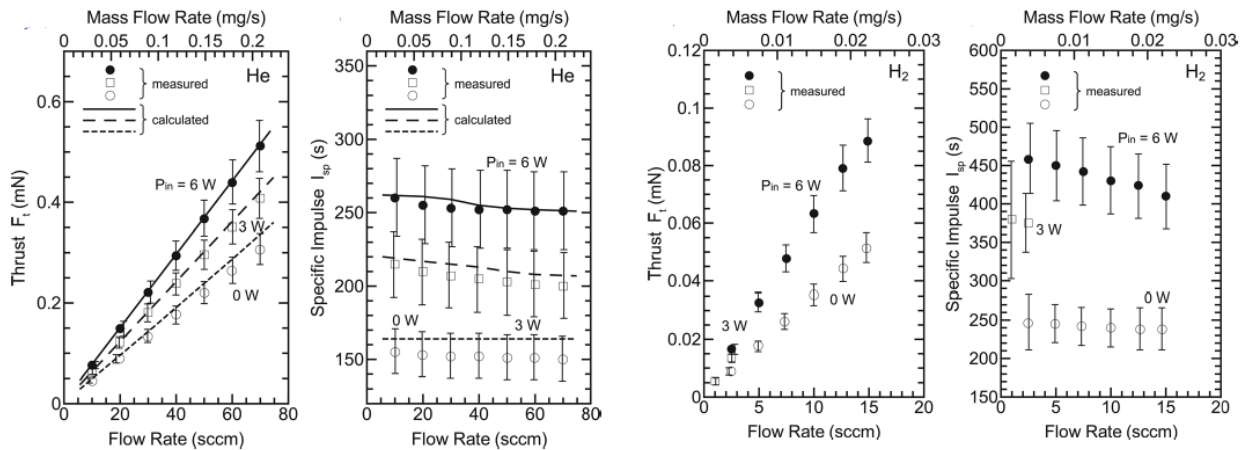 Mass Flow Rate (mg/s)
0 0.05 0.1 0.15 0.2
He
measured
calculated
P_in = 6 W
3 W
0 W
Thrust F_t (mN)
0.6
0.4
0.2
0
0 20 40 60 80
Flow Rate (sccm)
Mass Flow Rate (mg/s)
0 0.04 0.08 0.12 0.16 0.2
He
measured
calculated
P_in = 6 W
0 W
3 W
Specific Impulse I_sp (s)
350
300
250
200
150
0 20 40 60 80
Flow Rate (sccm)
Mass Flow Rate (mg/s)
0 0.01 0.02 0.03
H_2
measured
P_in = 6 W
3 W
0 W
Thrust F_t (mN)
0.12
0.1
0.08
0.06
0.04
0.02
0
0 5 10 15 20
Flow Rate (sccm)
Mass Flow Rate (mg/s)
0 0.01 0.02 0.03
H_2
measured
P_in = 6 W
3 W
0 W
Specific Impulse I_sp (s)
600
550
500
450
400
350
300
250
200
150
0 5 10 15 20
Flow Rate (sccm)